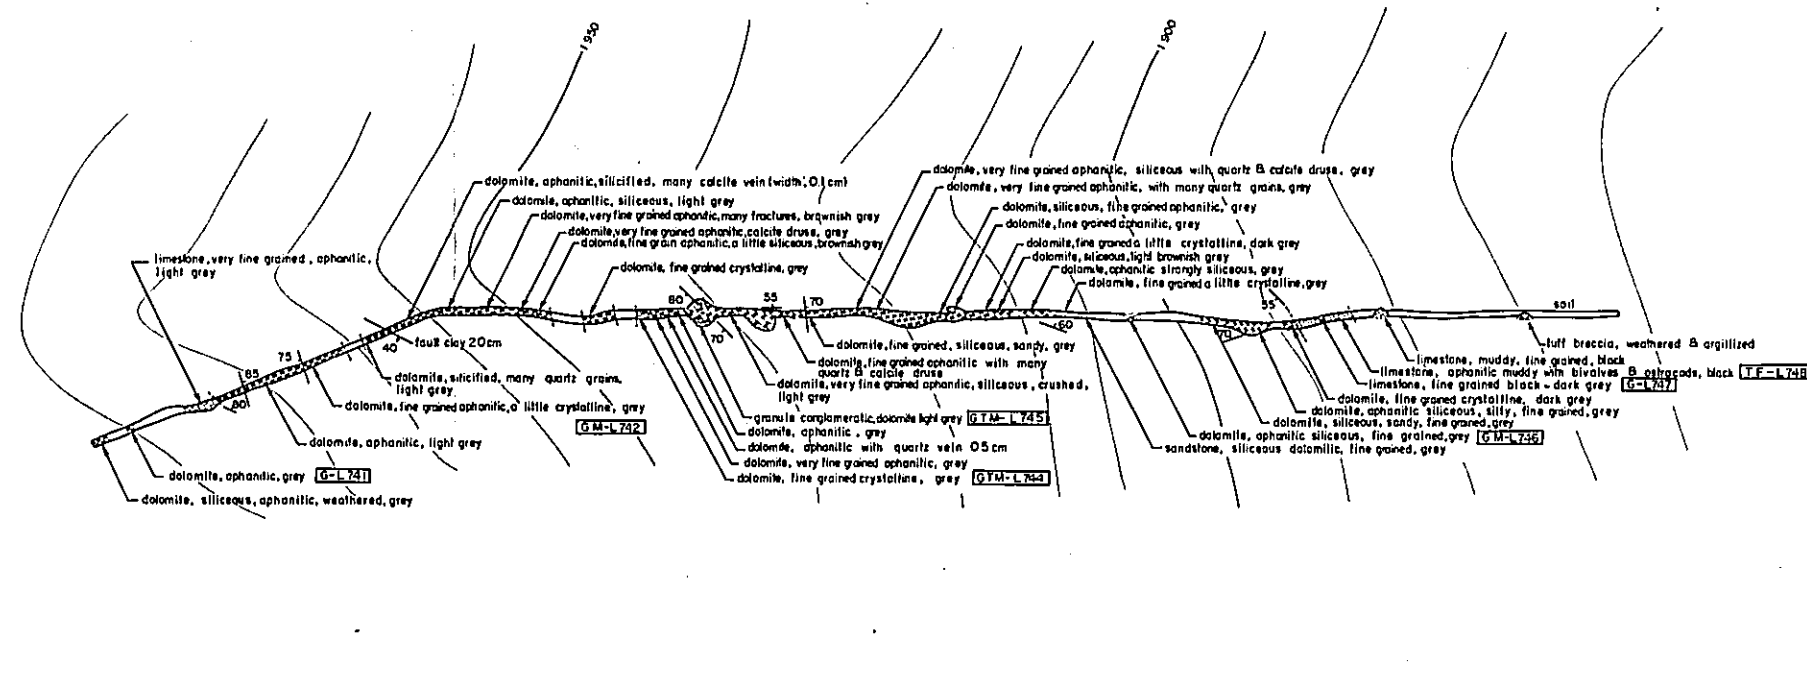 1950
1900
dolomite, very fine grained aphanitic, siliceous with quartz & calcite druse, grey
dolomite, aphanitic, silicified, many calcite vein (width; 0.1 cm)
dolomite, very fine grained aphanitic, with many quartz grains, grey
dolomite, aphanitic, siliceous, light grey
dolomite, siliceous, fine grained aphanitic, grey
dolomite, very fine grained aphanitic, many fractures, brownish grey
dolomite, fine grained aphanitic, grey
dolomite, very fine grained aphanitic, calcite druse, grey
dolomite, fine grain aphanitic, a little siliceous, brownish grey
dolomite, fine grained a little crystalline, dark grey
limestone, very fine grained, aphanitic,
light grey
dolomite, siliceous, light brownish grey
dolomite, fine grained crystalline, grey
dolomite, aphanitic strongly siliceous, grey
dolomite, fine grained a little crystalline, grey
80
55
70
55
soil
60
70
70
fault clay 20cm
40
75
85
80
dolomite, fine grained, siliceous, sandy, grey
tuff breccia, weathered & argillized
dolomite, fine grained aphanitic with many
quartz & calcite druse
limestone, muddy, fine grained, black
limestone, aphanitic muddy with bivalves & ostracods, black TF-L748
dolomite, silicified, many quartz grains,
light grey
dolomite, very fine grained aphanitic, siliceous, crushed,
light grey
limestone, fine grained black - dark grey G-L747
dolomite, fine grained crystalline, dark grey
dolomite, fine grained aphanitic, a little crystalline, grey
GM-L742
dolomite, aphanitic siliceous, silty, fine grained, grey
granule conglomeratic, dolomite light grey GTM-L745
dolomite, siliceous, sandy, fine grained, grey
dolomite, aphanitic, grey
dolomite, aphanitic siliceous, fine grained, grey GM-L746
dolomite, aphanitic, light grey
dolomite, aphanitic with quartz vein 0.5 cm
sandstone, siliceous dolomitic, fine grained, grey
dolomite, very fine grained aphanitic, grey
dolomite, aphanitic, grey G-L741
dolomite, fine grained crystalline, grey GTM-L744
dolomite, siliceous, aphanitic, weathered, grey